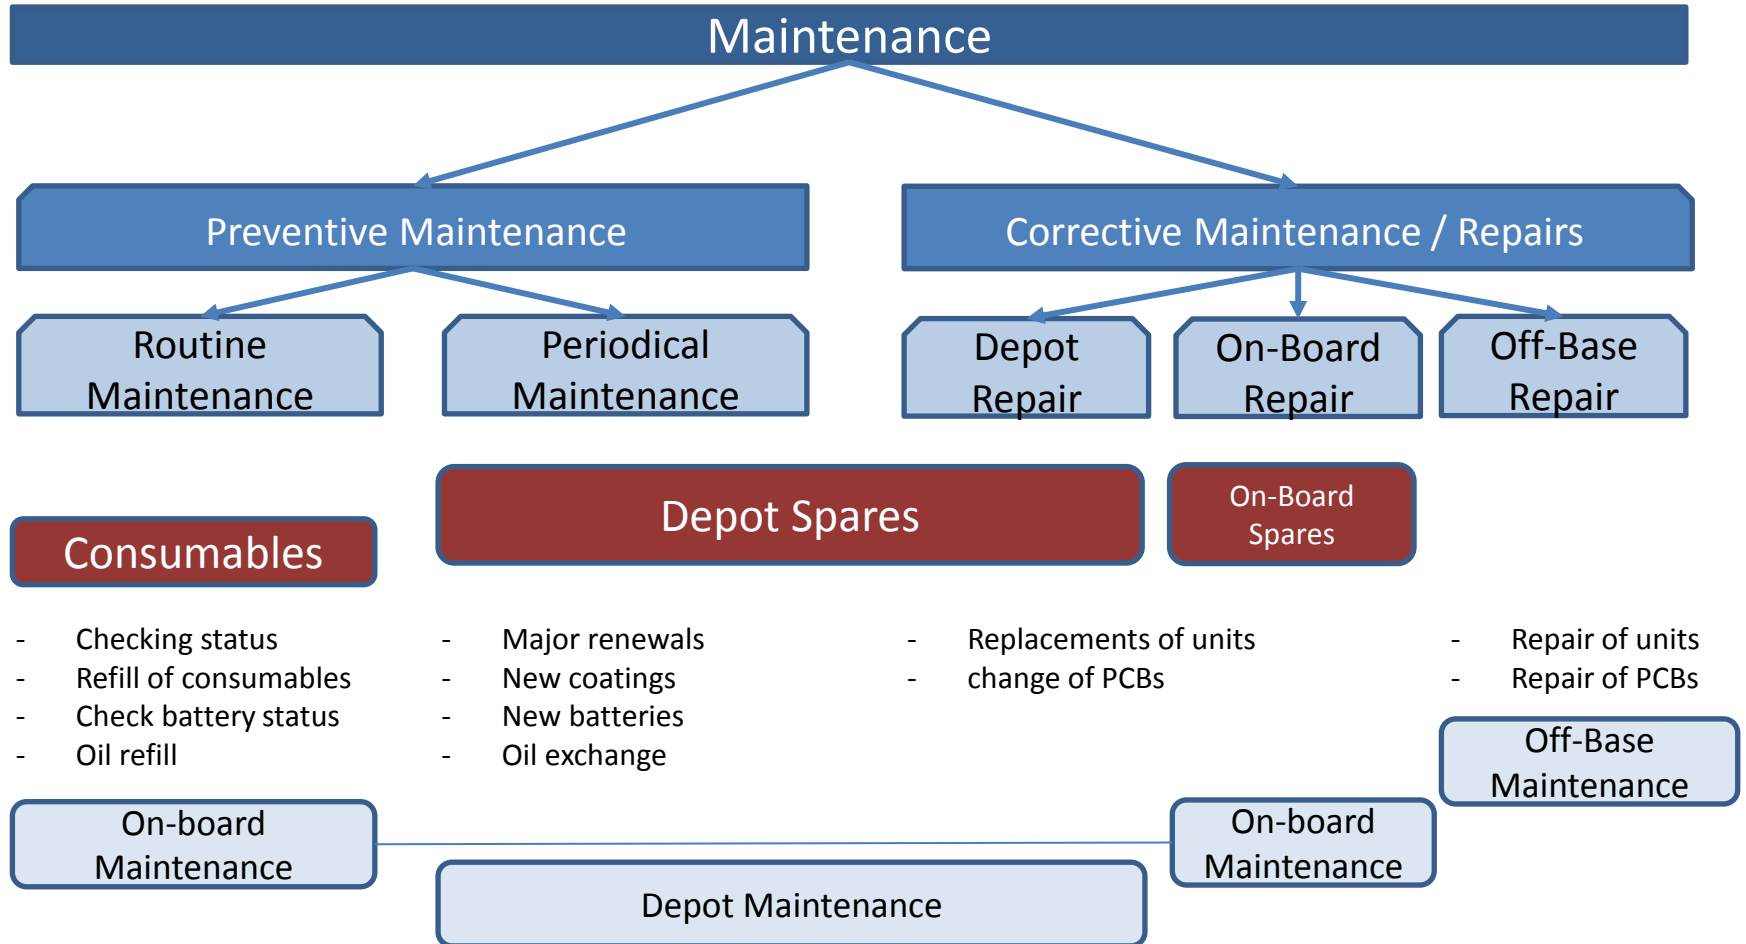 Maintenance
Preventive Maintenance
Corrective Maintenance / Repairs
Routine
Maintenance
Periodical
Maintenance
Depot
Repair
On-Board
Repair
Off-Base
Repair
Consumables
Depot Spares
On-Board
Spares
- Checking status
- Refill of consumables
- Check battery status
- Oil refill
- Major renewals
- New coatings
- New batteries
- Oil exchange
- Replacements of units
- change of PCBs
- Repair of units
- Repair of PCBs
On-board
Maintenance
Depot Maintenance
On-board
Maintenance
Off-Base
Maintenance